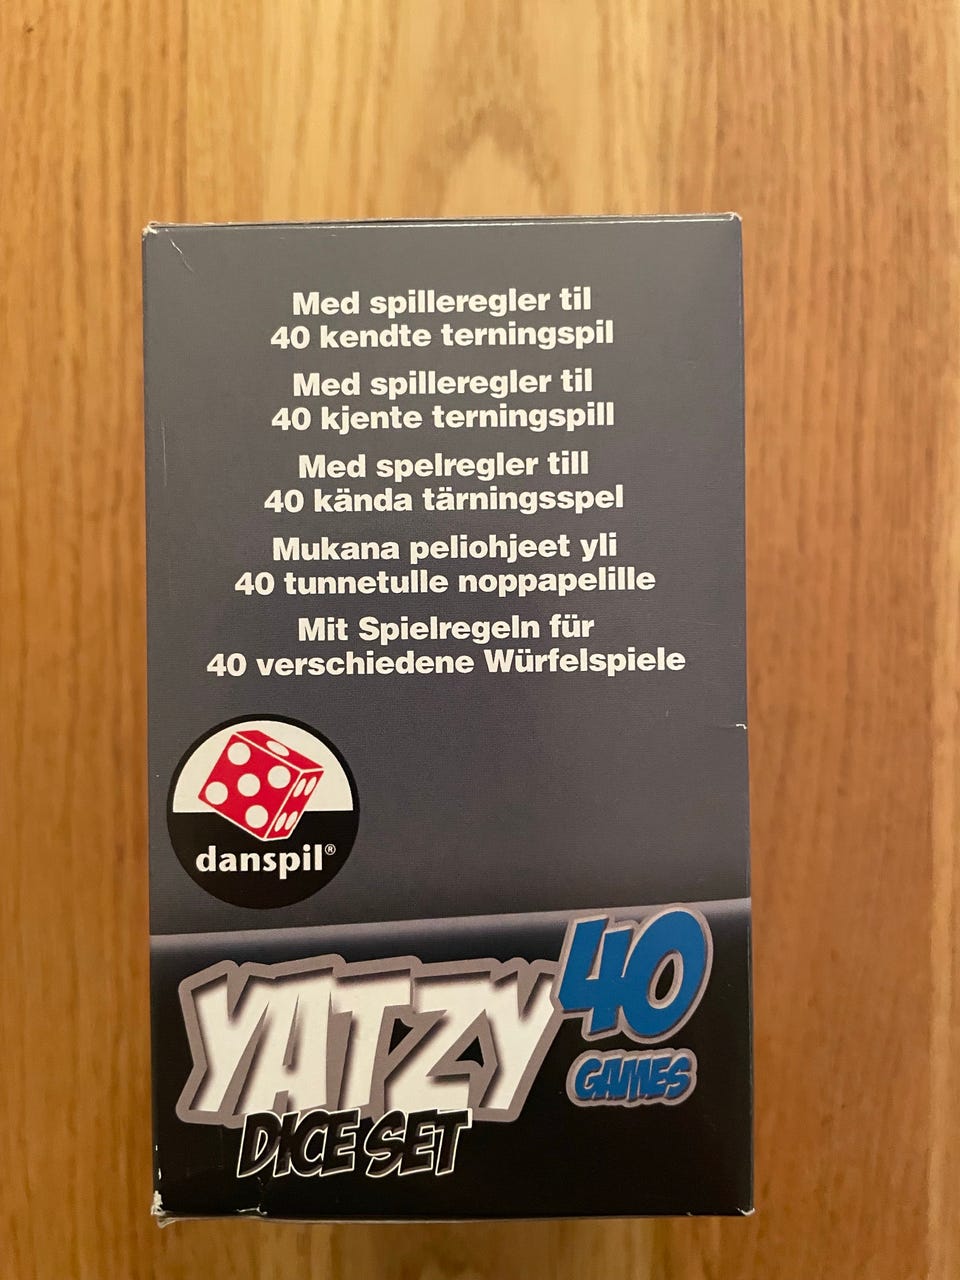 Med spilleregler til
40 kendte terningspil
Med spilleregler til
40 kjente terningspill
Med spelregler till
40 kända tärningsspel
Mukana peliohjeet yli
40 tunnetulle noppapelille
Mit Spielregeln für
40 verschiedene Würfelspiele
danspil®
YATZY 40
GAMES
DICE SET